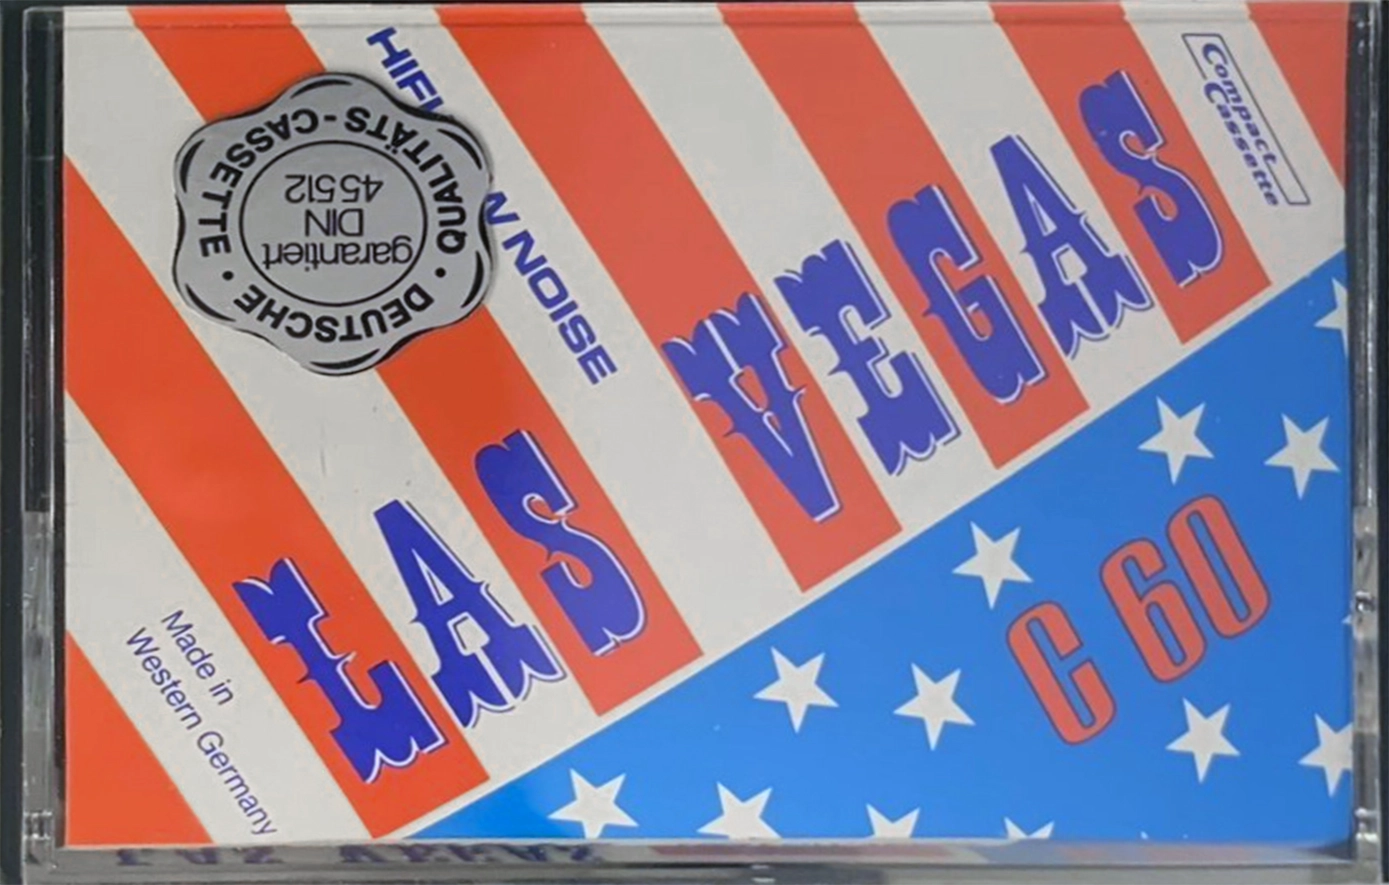 HIFI
NOISE
DEUTSCHE
QUALITÄTS-CASSETTE
garantiert
DIN
45512
Compact
Cassette
LAS VEGAS
C 60
Made in
Western Germany